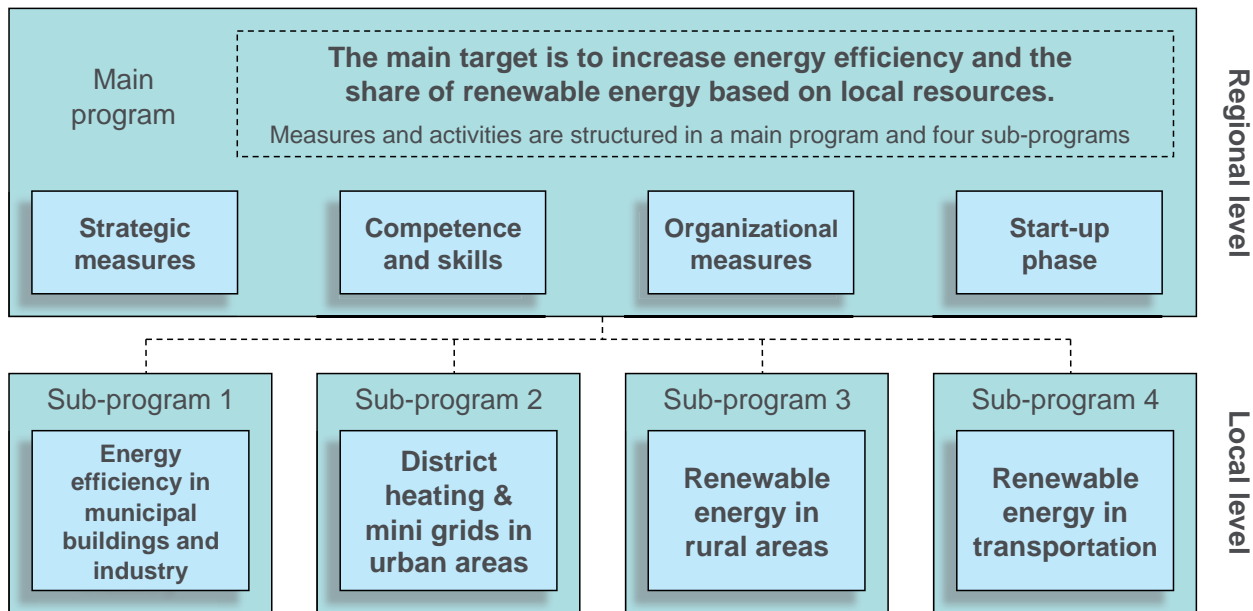 Main
program
The main target is to increase energy efficiency and the
share of renewable energy based on local resources.
Measures and activities are structured in a main program and four sub-programs
Regional level
Strategic
measures
Competence
and skills
Organizational
measures
Start-up
phase
Sub-program 1
Energy
efficiency in
municipal
buildings and
industry
Sub-program 2
District
heating &
mini grids in
urban areas
Sub-program 3
Renewable
energy in
rural areas
Sub-program 4
Renewable
energy in
transportation
Local level